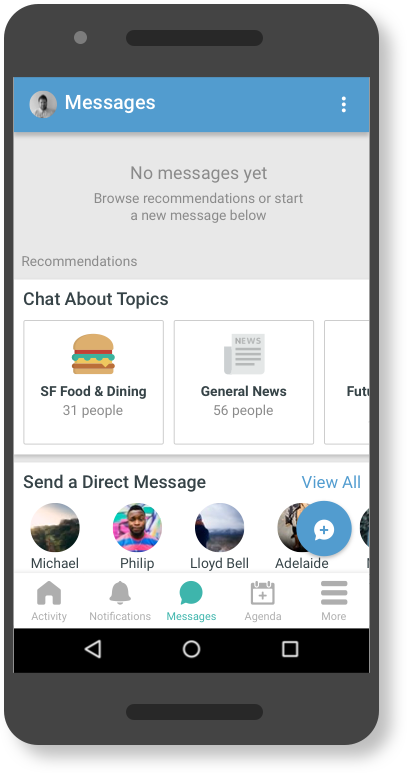 Messages
No messages yet
Browse recommendations or start
a new message below
Recommendations
Chat About Topics
NEWS
SF Food & Dining
General News
Futu
31 people
56 people
Send a Direct Message
View All
Michael
Philip
Lloyd Bell
Adelaide
Activity
Notifications
Messages
Agenda
More